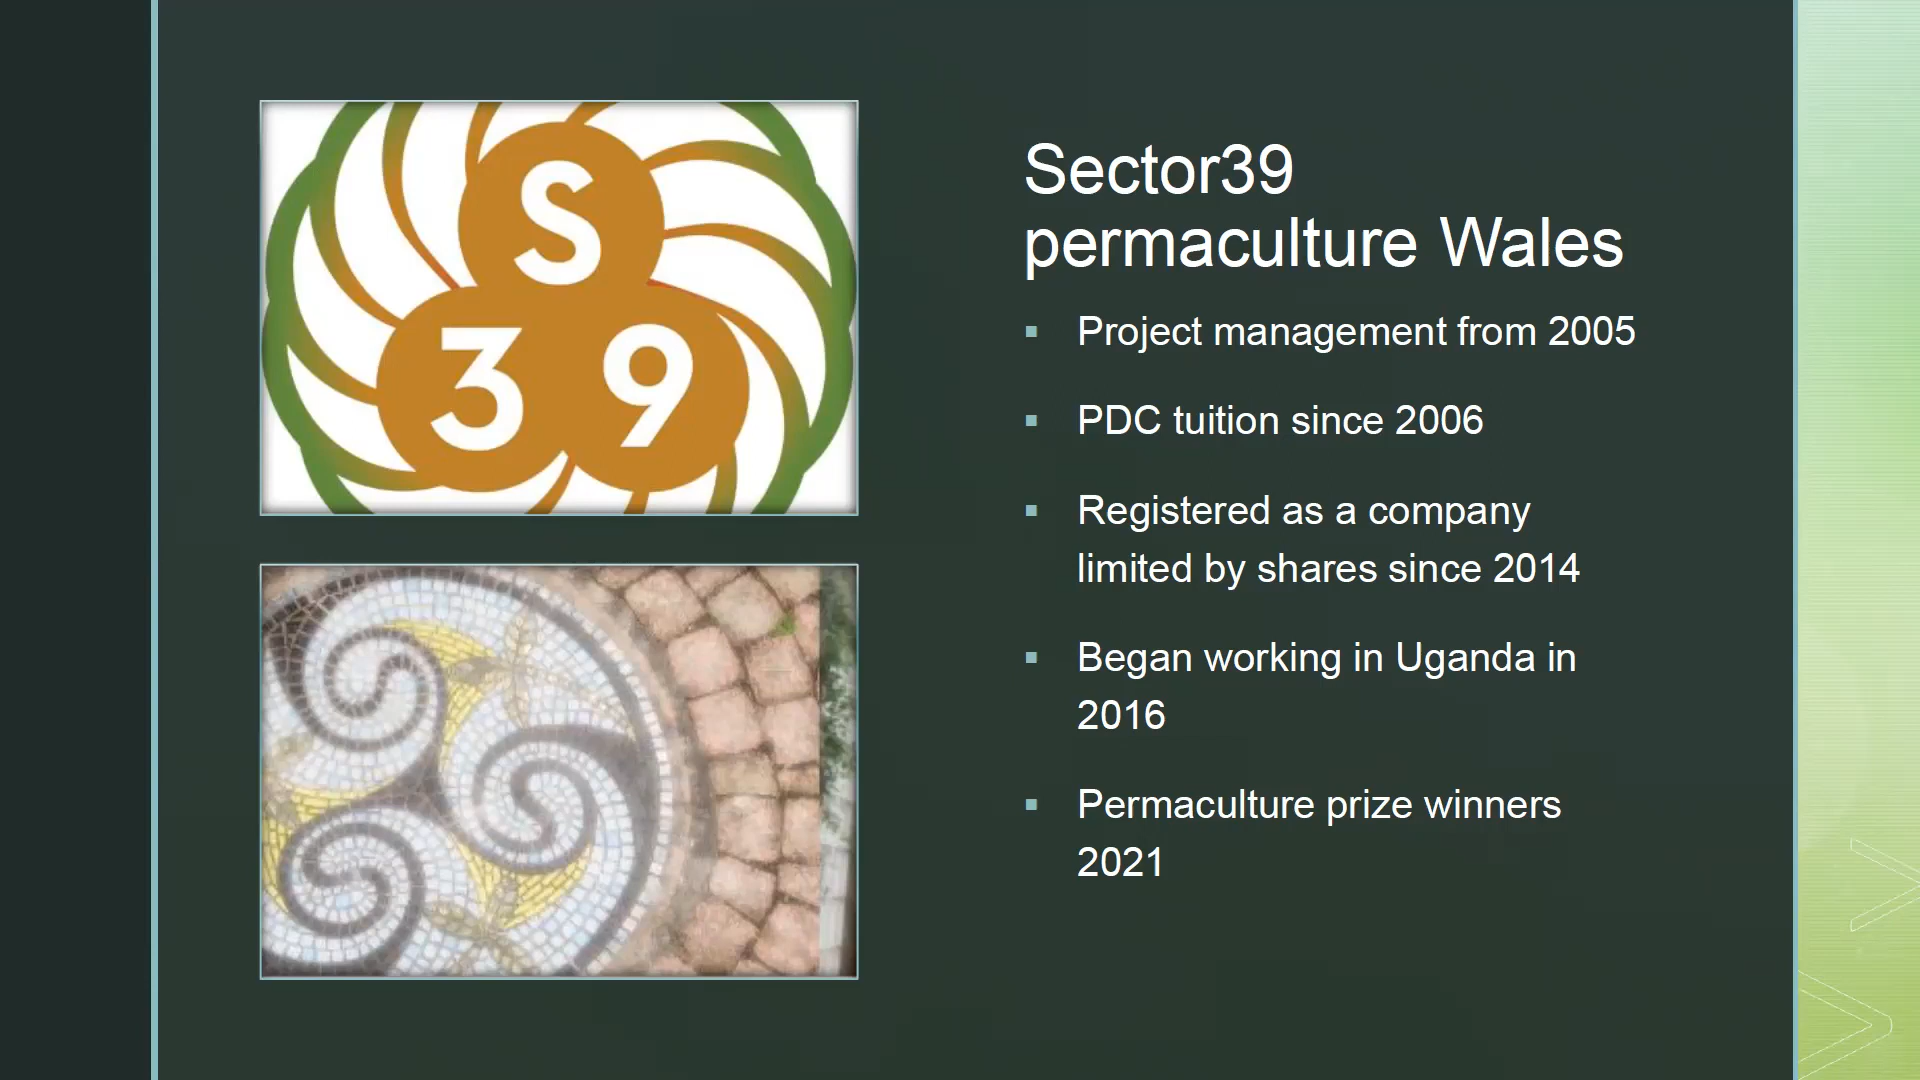 S
3 9
Sector39
permaculture Wales
Project management from 2005
PDC tuition since 2006
Registered as a company
limited by shares since 2014
Began working in Uganda in
2016
Permaculture prize winners
2021